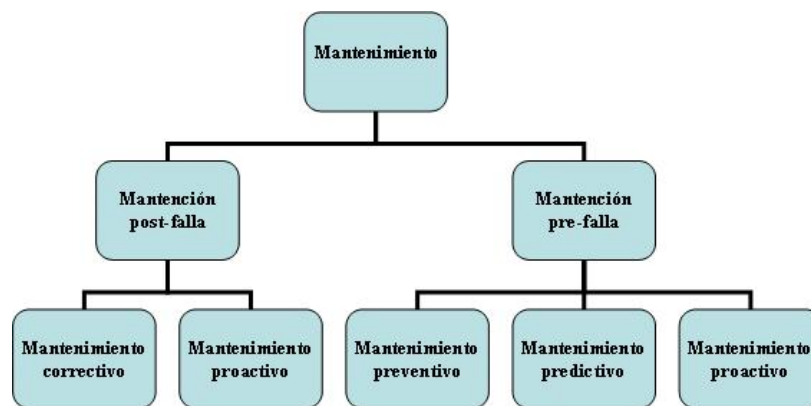 Mantenimiento
Mantención
post-falla
Mantención
pre-falla
Mantenimiento
correctivo
Mantenimiento
proactivo
Mantenimiento
preventivo
Mantenimiento
predictivo
Mantenimiento
proactivo